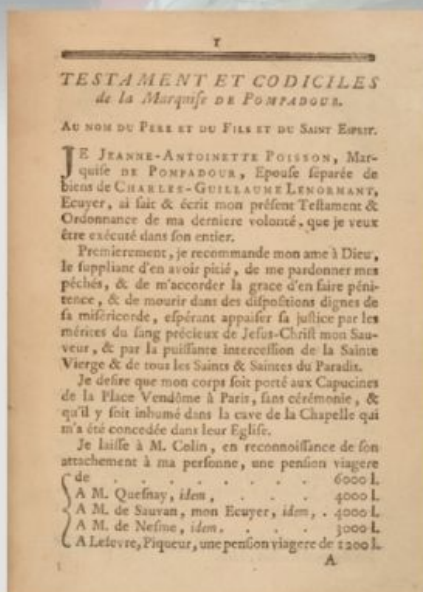 1
TESTAMENT ET CODICILES
de la Marquiſe DE POMPADOUR.
AU NOM DU PERE ET DU FILS ET DU SAINT ESPRIT.
JE JEANNE-ANTOINETTE POISSON, Mar-
quiſe DE POMPADOUR, Epouſe ſéparée de
biens de CHARLES-GUILLAUME LENORMANT,
Ecuyer, ai fait & écrit mon préſent Teſtament &
Ordonnance de ma derniere volonté, que je veux
être exécuté dans ſon entier.
Premierement, je recommande mon ame à Dieu,
le ſuppliant d'en avoir pitié, de me pardonner mes
péchés, & de m'accorder la grace d'en faire péni-
tence, & de mourir dans des diſpoſitions dignes de
ſa miſéricorde, eſpérant appaiſer ſa juſtice par les
mérites du ſang précieux de Jeſus-Chriſt mon Sau-
veur, & par la puiſſante interceſſion de la Sainte
Vierge & de tous les Saints & Saintes du Paradis.
Je deſire que mon corps ſoit porté aux Capucines
de la Place Vendôme à Paris, ſans cérémonie, &
qu'il y ſoit inhumé dans la cave de la Chapelle qui
m'a été concedée dans leur Egliſe.
Je laiſſe à M. Colin, en reconnoiſſance de ſon
attachement à ma perſonne, une penſion viagere
de . . . . . . . . 6000 l.
A M. Queſnay, idem, . . . 4000 l.
A M. de Sauvan, mon Ecuyer, idem, . 4000 l.
A M. de Neſme, idem. . . . 3000 l.
A Lefevre, Piqueur, une penſion viagere de 1200 l.
A